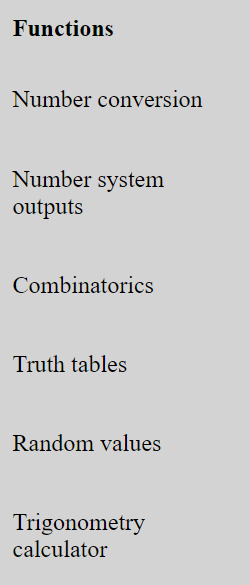 Functions
Number conversion
Number system
outputs
Combinatorics
Truth tables
Random values
Trigonometry
calculator